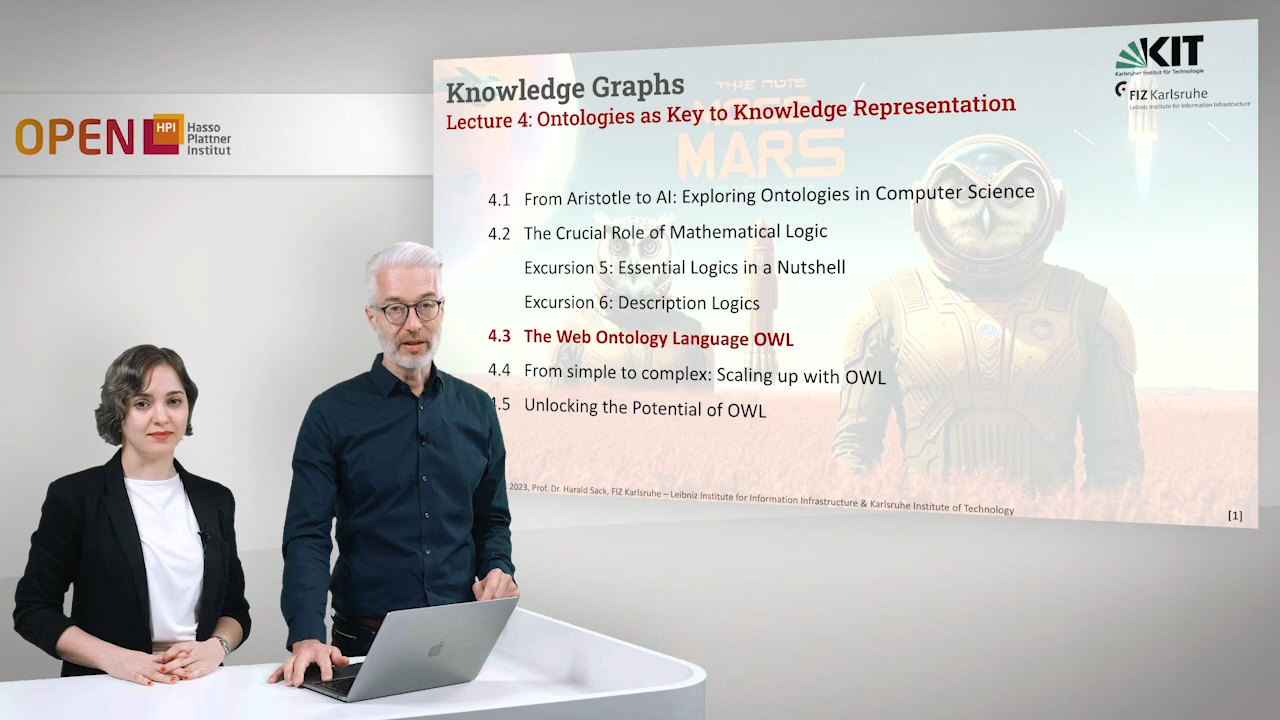 OPEN HPI Hasso
Plattner
Institut
KIT
Karlsruher Institut für Technologie
FIZ Karlsruhe
Leibniz Institute for Information Infrastructure
Knowledge Graphs
Lecture 4: Ontologies as Key to Knowledge Representation
THE NOTE
MARS
4.1 From Aristotle to AI: Exploring Ontologies in Computer Science
4.2 The Crucial Role of Mathematical Logic
Excursion 5: Essential Logics in a Nutshell
Excursion 6: Description Logics
4.3 The Web Ontology Language OWL
4.4 From simple to complex: Scaling up with OWL
4.5 Unlocking the Potential of OWL
2023, Prof. Dr. Harald Sack, FIZ Karlsruhe – Leibniz Institute for Information Infrastructure & Karlsruhe Institute of Technology
[1]